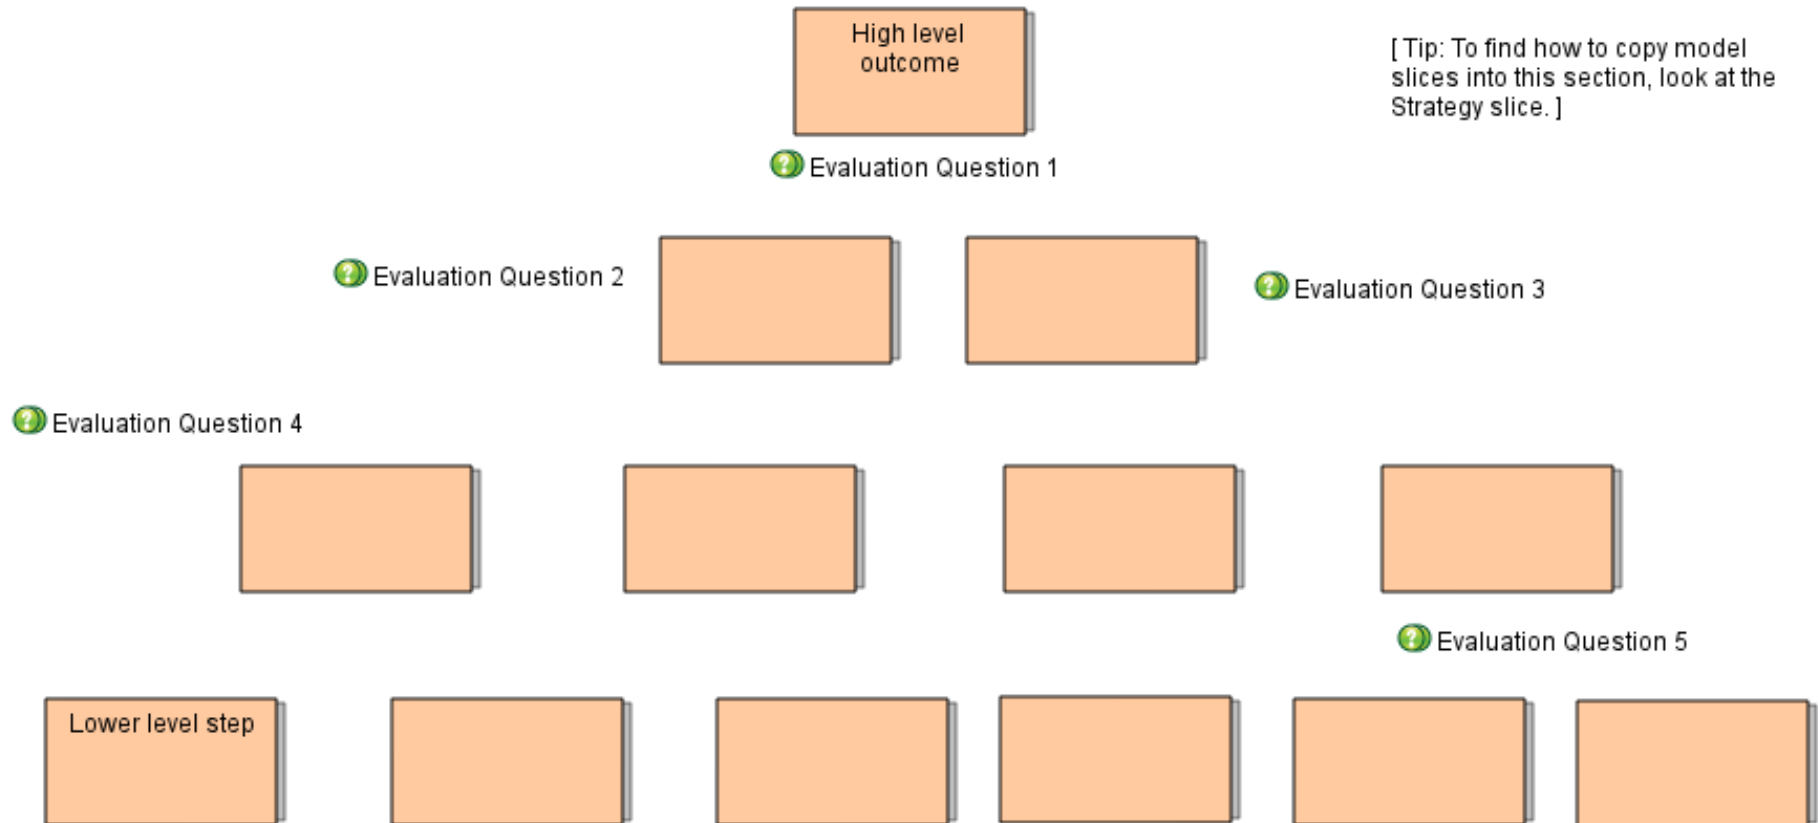 High level
outcome
[ Tip: To find how to copy model
slices into this section, look at the
Strategy slice. ]
Evaluation Question 1
Evaluation Question 2
Evaluation Question 3
Evaluation Question 4
Evaluation Question 5
Lower level step